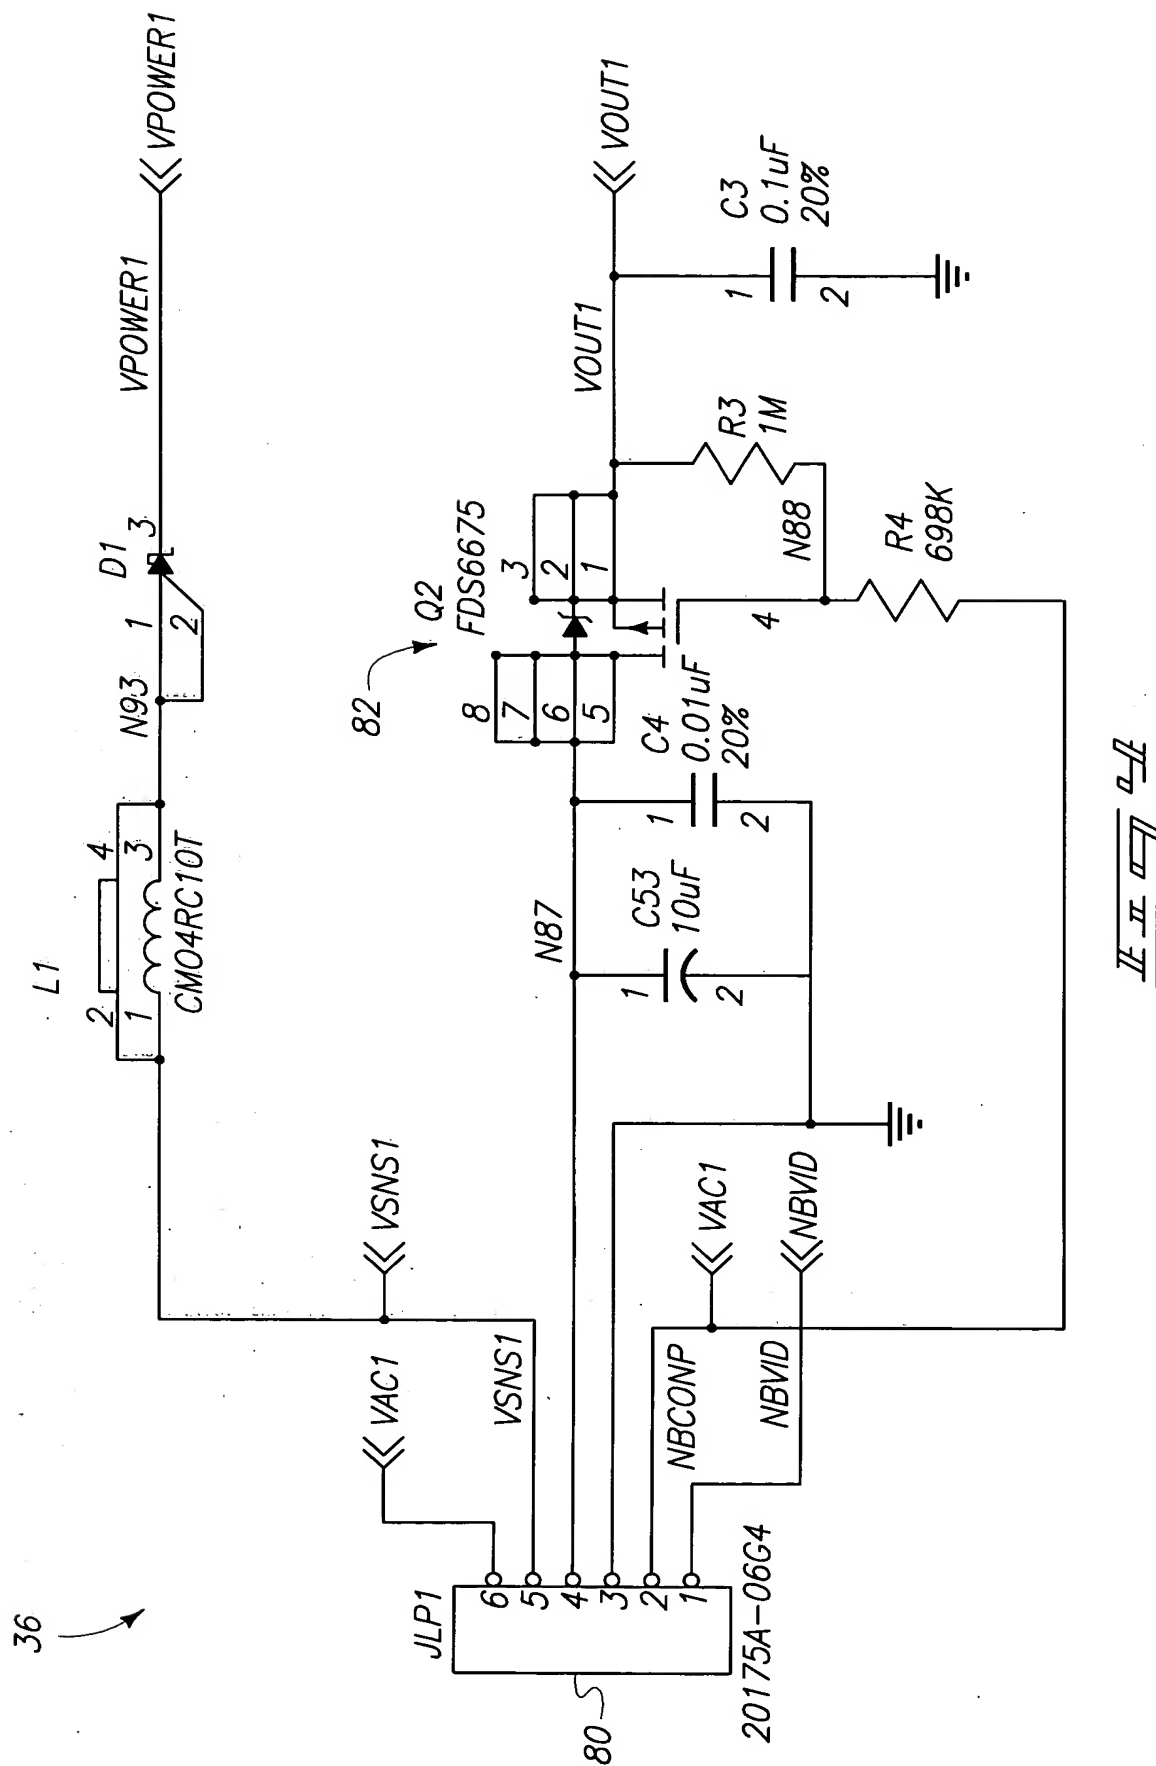 36
L1
2
4
1
3
CMO4RC10T
N93
D1
1
2
3
VPOWER1
VPOWER1
VAC1
VSNS1
VSNS1
82
Q2
FDS6675
8
7
6
5
3
2
1
4
N87
C53
10uF
1
2
C4
0.01uF
20%
1
2
VOUT1
VOUT1
R3
1M
N88
R4
698K
C3
0.1uF
20%
1
2
JLP1
6
5
4
3
2
1
80
20175A-06G4
NBCONP
VAC1
NBVID
NBVID